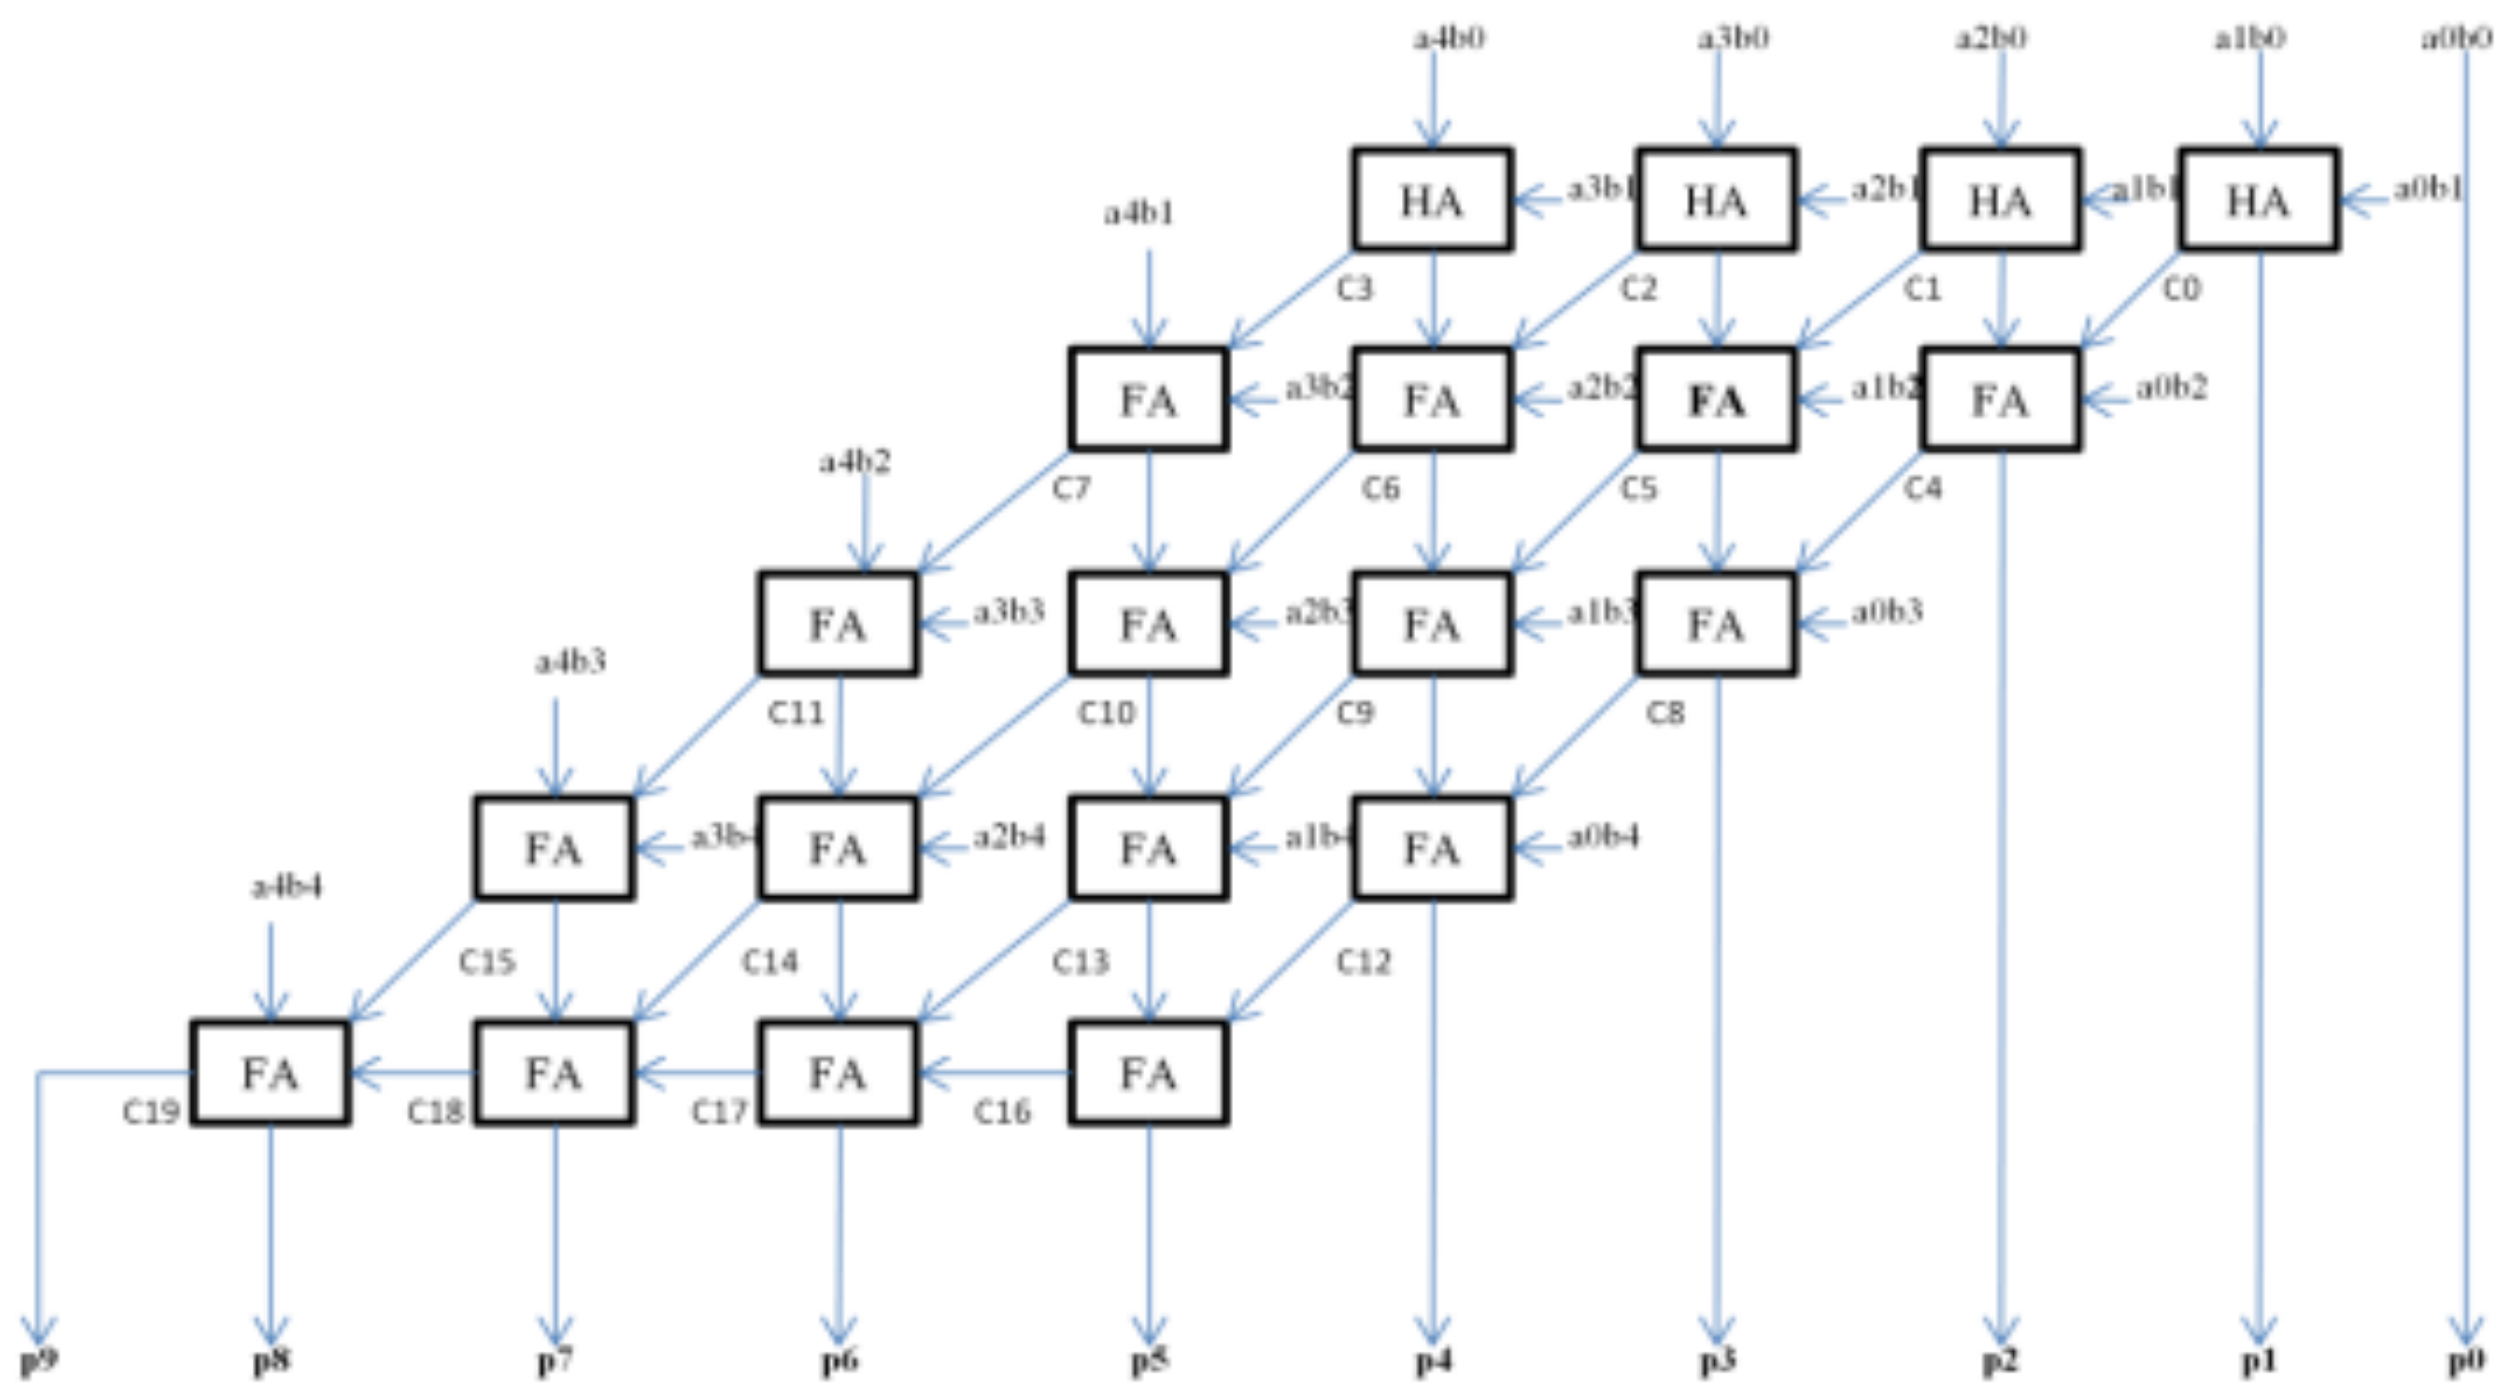 a4b0 a3b0 a2b0 a1b0 a0b0
HA a3b1 HA a2b1 HA a1b1 HA a0b1
a4b1
C3 C2 C1 C0
FA a3b2 FA a2b2 FA a1b2 FA a0b2
a4b2
C7 C6 C5 C4
FA a3b3 FA a2b3 FA a1b3 FA a0b3
a4b3
C11 C10 C9 C8
FA a3b4 FA a2b4 FA a1b4 FA a0b4
a4b4
C15 C14 C13 C12
FA FA FA FA
C19 C18 C17 C16
p9 p8 p7 p6 p5 p4 p3 p2 p1 p0